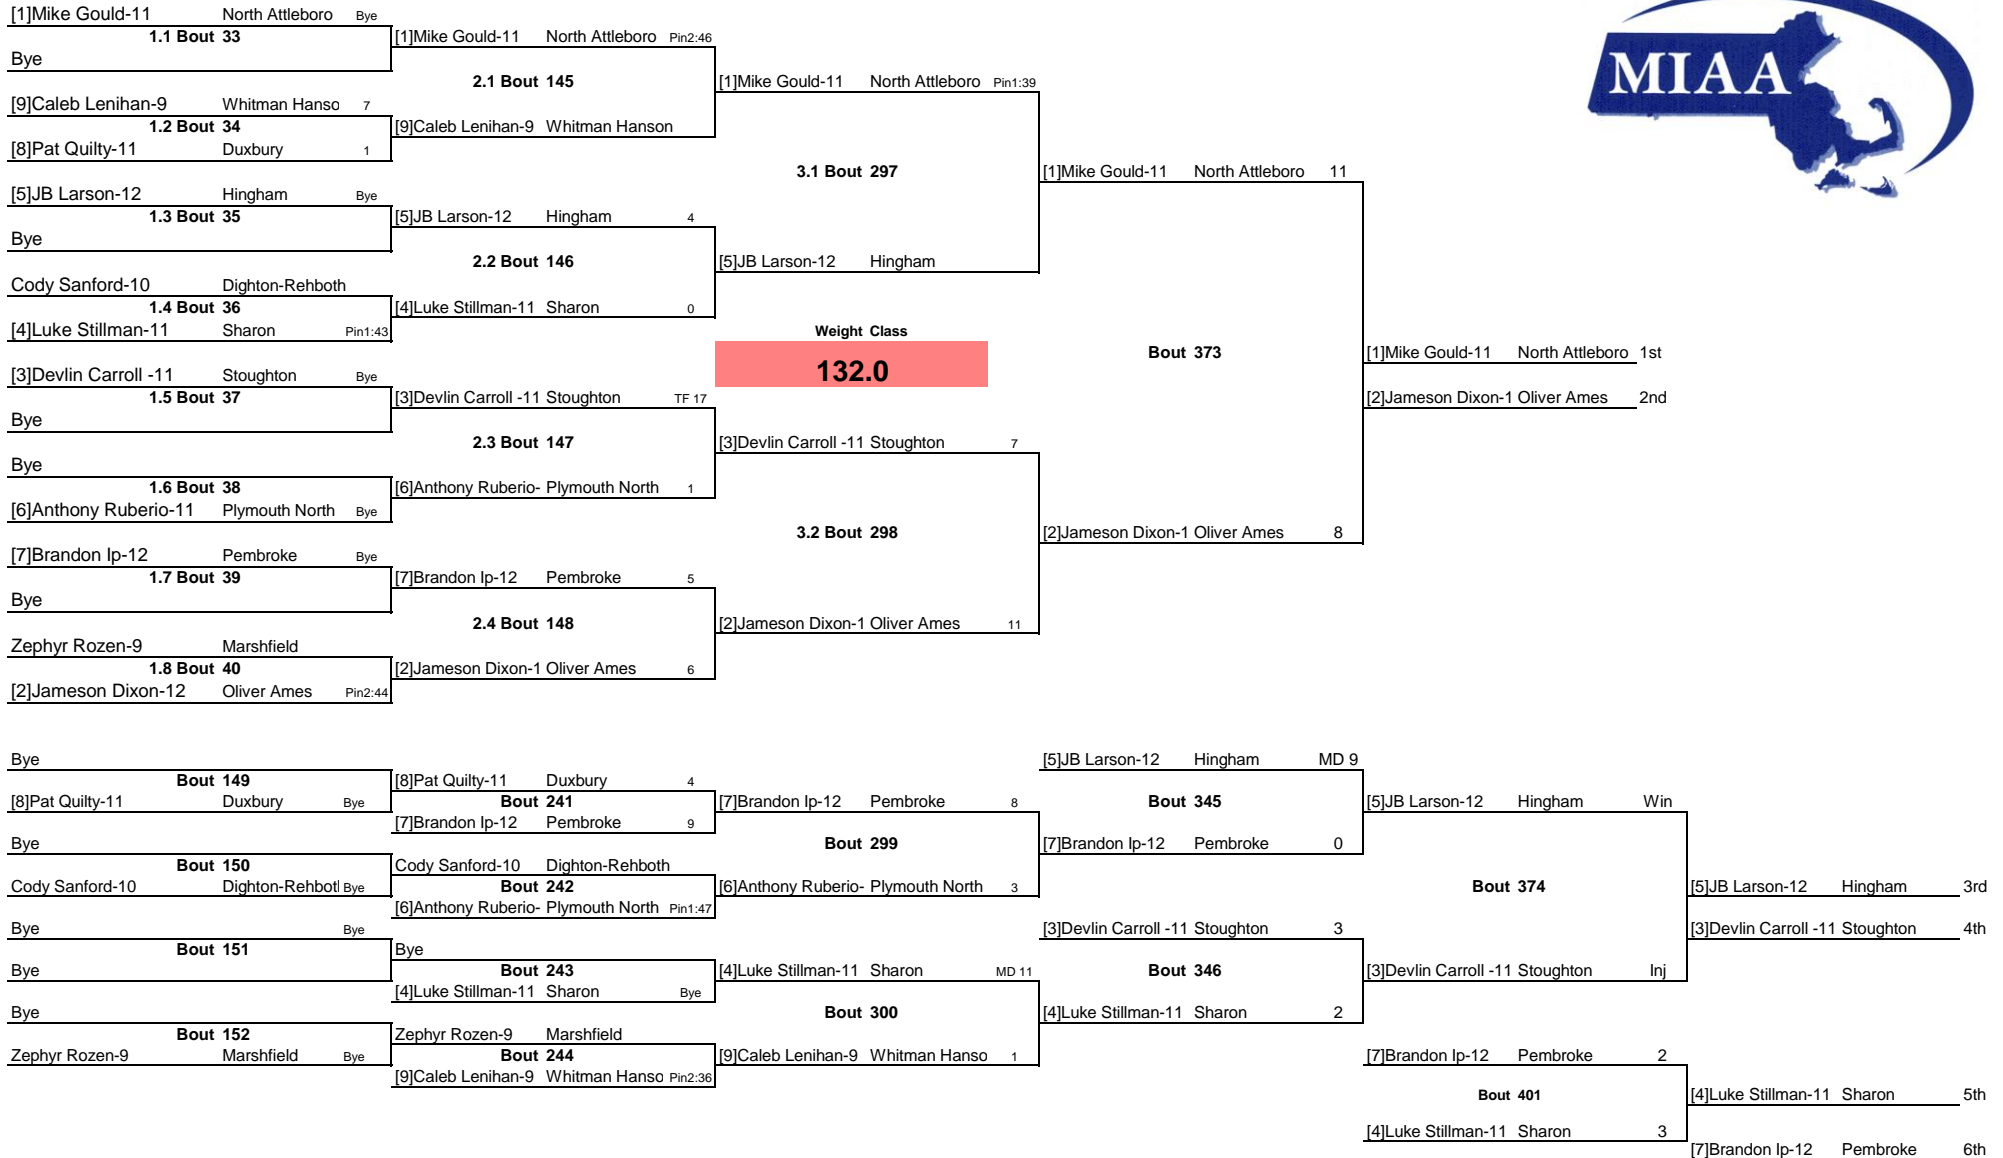 [1]Mike Gould-11 North Attleboro Bye
1.1 Bout 33
Bye
[9]Caleb Lenihan-9 Whitman Hanso 7
1.2 Bout 34
[8]Pat Quilty-11 Duxbury 1
[5]JB Larson-12 Hingham Bye
1.3 Bout 35
Bye
Cody Sanford-10 Dighton-Rehboth
1.4 Bout 36
[4]Luke Stillman-11 Sharon Pin1:43
[3]Devlin Carroll -11 Stoughton Bye
1.5 Bout 37
Bye
Bye
1.6 Bout 38
[6]Anthony Ruberio-11 Plymouth North Bye
[7]Brandon Ip-12 Pembroke Bye
1.7 Bout 39
Bye
Zephyr Rozen-9 Marshfield
1.8 Bout 40
[2]Jameson Dixon-12 Oliver Ames Pin2:44
[1]Mike Gould-11 North Attleboro Pin2:46
2.1 Bout 145
[9]Caleb Lenihan-9 Whitman Hanson
[5]JB Larson-12 Hingham 4
2.2 Bout 146
[4]Luke Stillman-11 Sharon 0
[3]Devlin Carroll -11 Stoughton TF 17
2.3 Bout 147
[6]Anthony Ruberio- Plymouth North 1
[7]Brandon Ip-12 Pembroke 5
2.4 Bout 148
[2]Jameson Dixon-1 Oliver Ames 6
[1]Mike Gould-11 North Attleboro Pin1:39
3.1 Bout 297
[5]JB Larson-12 Hingham
Weight Class
132.0
[3]Devlin Carroll -11 Stoughton 7
3.2 Bout 298
[2]Jameson Dixon-1 Oliver Ames 11
[1]Mike Gould-11 North Attleboro 11
Bout 373
[2]Jameson Dixon-1 Oliver Ames 8
[1]Mike Gould-11 North Attleboro 1st
[2]Jameson Dixon-1 Oliver Ames 2nd
MIAA
Bye
Bout 149
[8]Pat Quilty-11 Duxbury Bye
Bye
Bout 150
Cody Sanford-10 Dighton-Rehbotl Bye
Bye Bye
Bout 151
Bye
Bye
Bout 152
Zephyr Rozen-9 Marshfield Bye
[8]Pat Quilty-11 Duxbury 4
Bout 241
[7]Brandon Ip-12 Pembroke 9
Cody Sanford-10 Dighton-Rehboth
Bout 242
[6]Anthony Ruberio- Plymouth North Pin1:47
Bye
Bout 243
[4]Luke Stillman-11 Sharon Bye
Zephyr Rozen-9 Marshfield
Bout 244
[9]Caleb Lenihan-9 Whitman Hanso Pin2:36
[7]Brandon Ip-12 Pembroke 8
Bout 299
[6]Anthony Ruberio- Plymouth North 3
[4]Luke Stillman-11 Sharon MD 11
Bout 300
[9]Caleb Lenihan-9 Whitman Hanso 1
[5]JB Larson-12 Hingham MD 9
Bout 345
[7]Brandon Ip-12 Pembroke 0
[3]Devlin Carroll -11 Stoughton 3
Bout 346
[4]Luke Stillman-11 Sharon 2
[5]JB Larson-12 Hingham Win
Bout 374
[3]Devlin Carroll -11 Stoughton Inj
[5]JB Larson-12 Hingham 3rd
[3]Devlin Carroll -11 Stoughton 4th
[7]Brandon Ip-12 Pembroke 2
Bout 401
[4]Luke Stillman-11 Sharon 3
[4]Luke Stillman-11 Sharon 5th
[7]Brandon Ip-12 Pembroke 6th